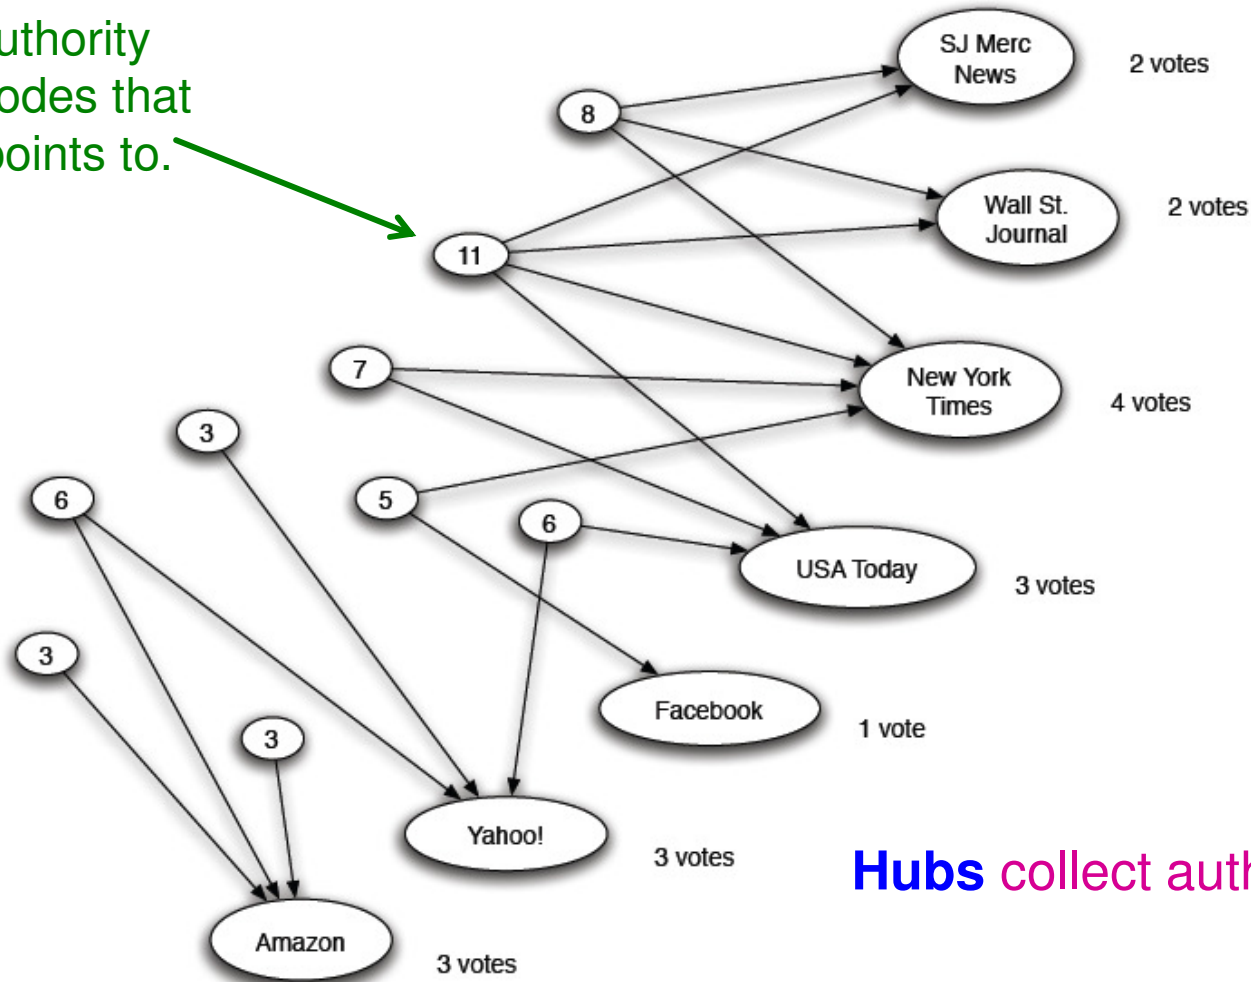 uthority
odes that
points to.
SJ Merc
News
2 votes
8
Wall St.
Journal
2 votes
11
7
New York
Times
4 votes
3
6
5
6
USA Today
3 votes
3
Facebook
1 vote
3
Yahoo!
3 votes
Hubs collect auth
Amazon
3 votes